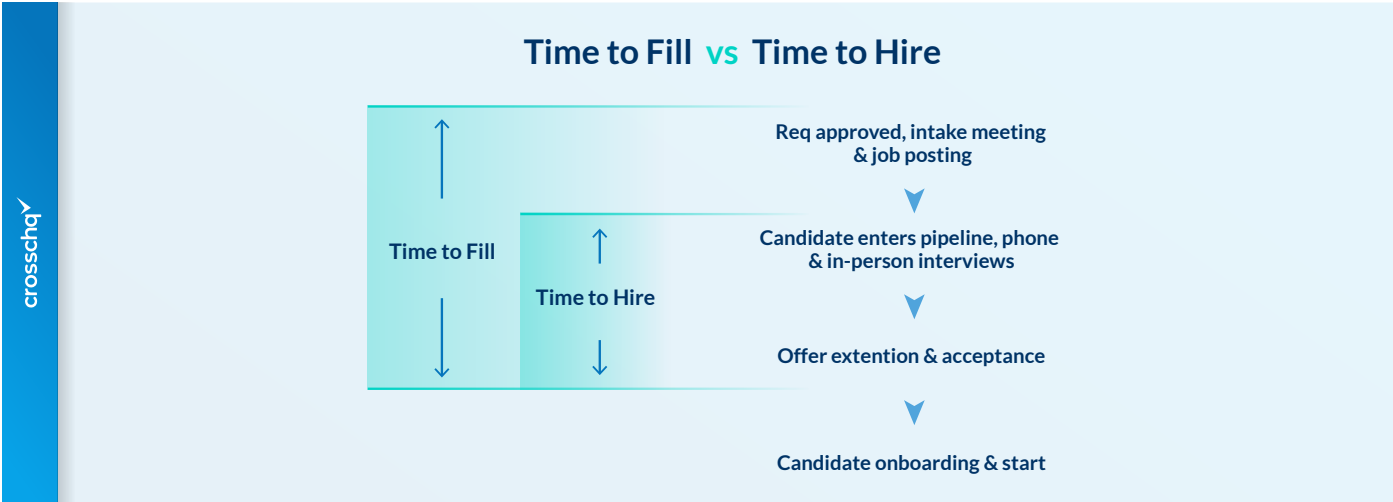 Time to Fill vs Time to Hire
Req approved, intake meeting
& job posting
Candidate enters pipeline, phone
& in-person interviews
Time to Fill
Time to Hire
Offer extention & acceptance
Candidate onboarding & start
crosschq